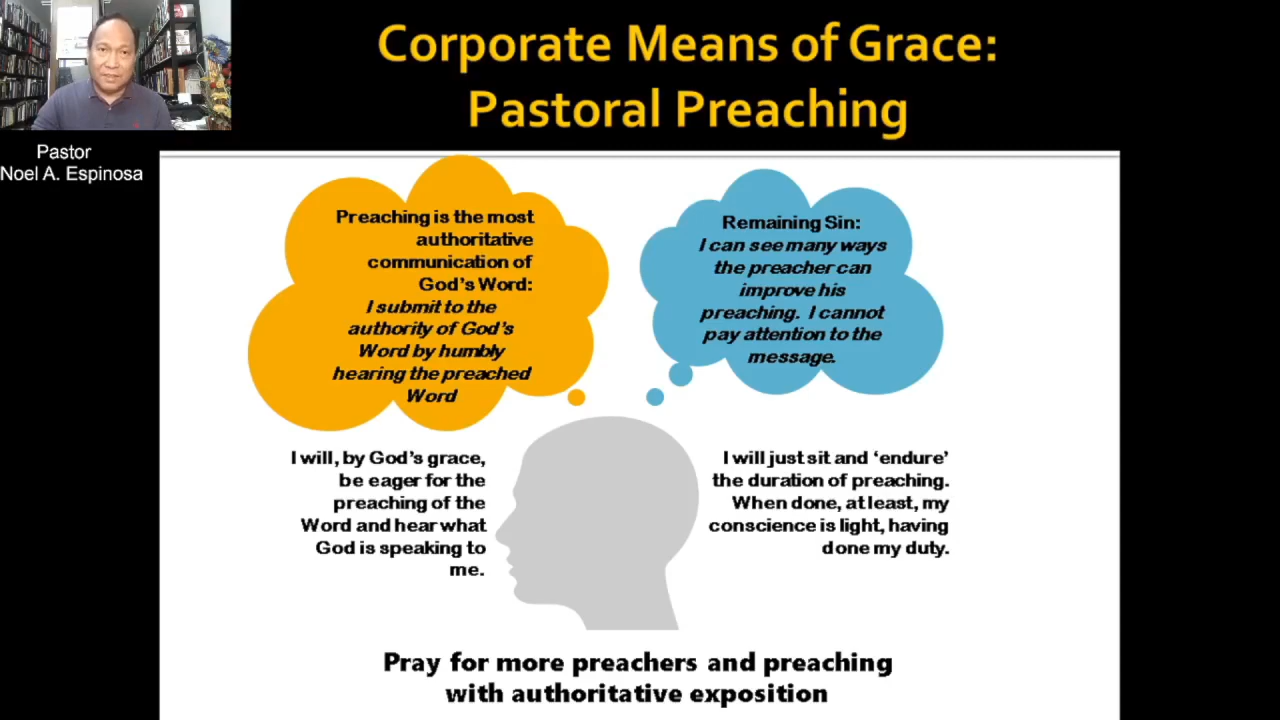 Corporate Means of Grace:
Pastoral Preaching
Pastor
Noel A. Espinosa
Preaching is the most
authoritative
communication of
God's Word:
I submit to the
authority of God's
Word by humbly
hearing the preached
Word
Remaining Sin:
I can see many ways
the preacher can
improve his
preaching. I cannot
pay attention to the
message.
I will, by God's grace,
be eager for the
preaching of the
Word and hear what
God is speaking to
me.
I will just sit and ‘endure’
the duration of preaching.
When done, at least, my
conscience is light, having
done my duty.
Pray for more preachers and preaching
with authoritative exposition